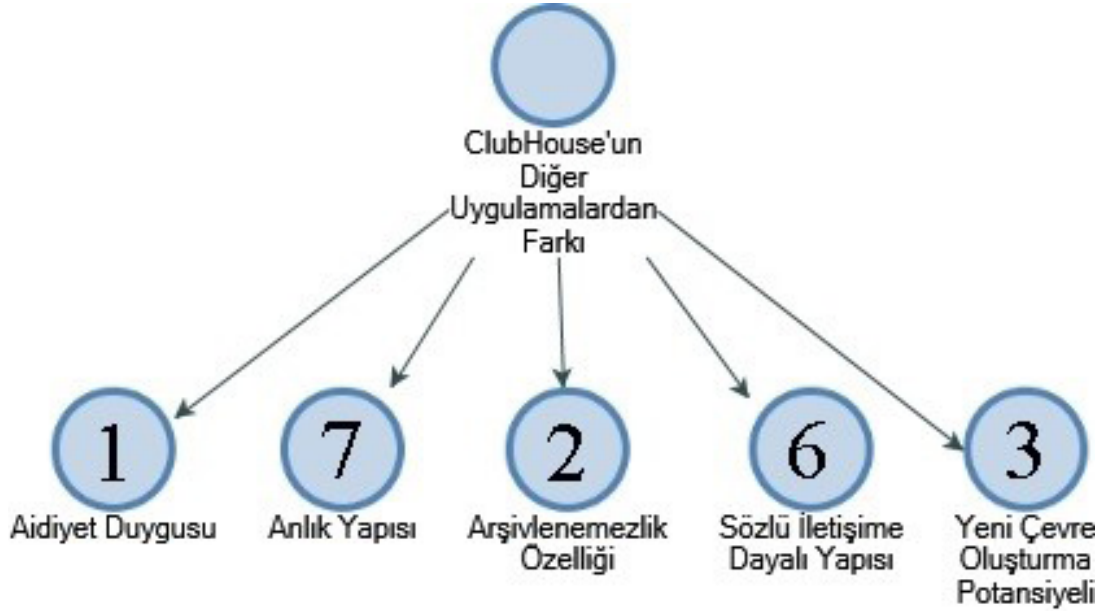 ClubHouse'un
Diğer
Uygulamalardan
Farkı
1
7
2
6
3
Aidiyet Duygusu
Anlık Yapısı
Arşivlenemezlik
Özelliği
Sözlü İletişime
Dayalı Yapısı
Yeni Çevre
Oluşturma
Potansiyeli